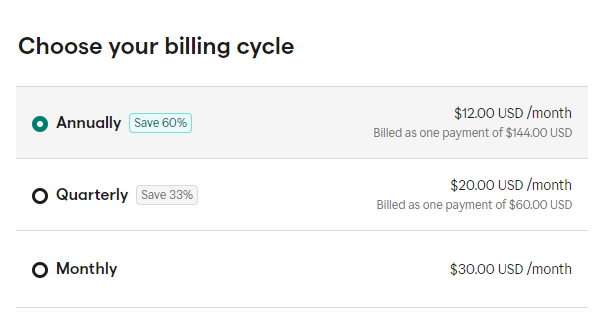 Choose your billing cycle
Annually Save 60% $12.00 USD /month
Billed as one payment of $144.00 USD
Quarterly Save 33% $20.00 USD /month
Billed as one payment of $60.00 USD
Monthly $30.00 USD /month